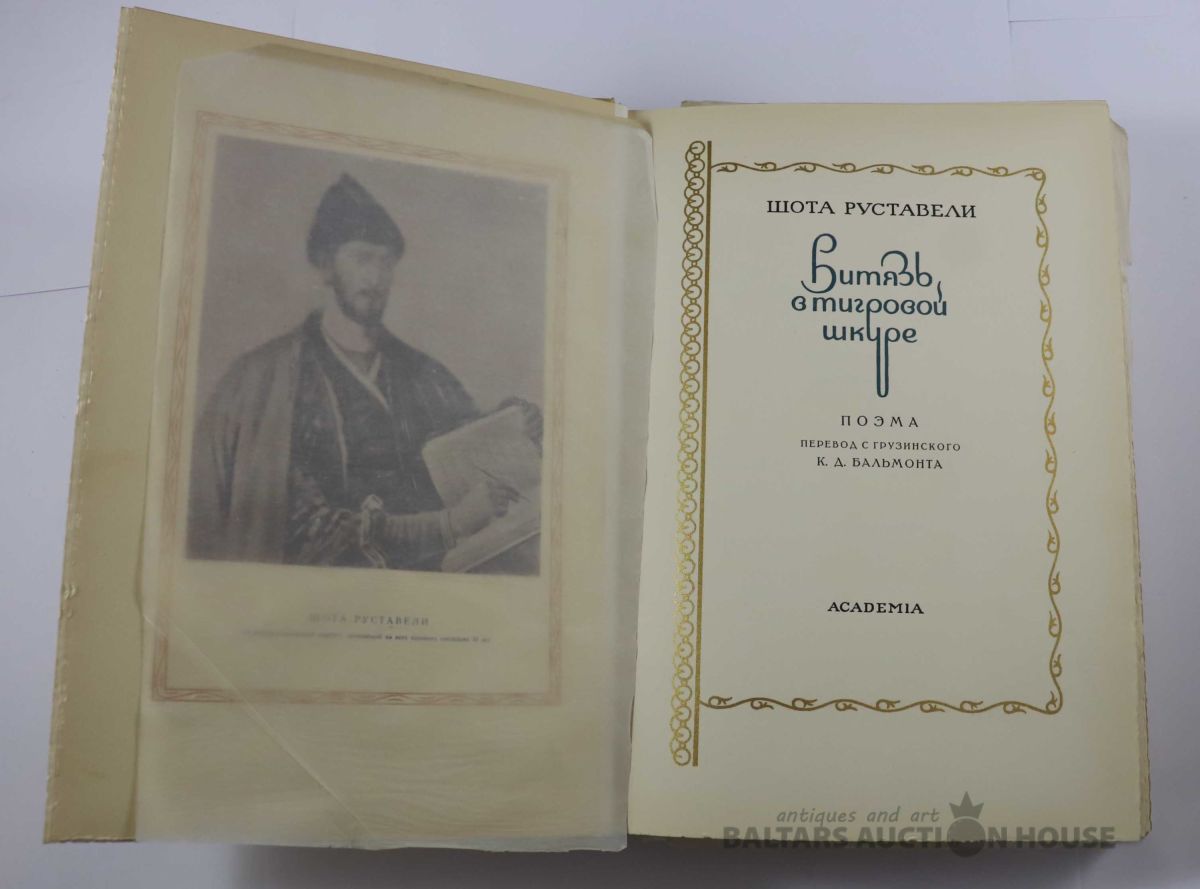 ШОТА РУСТАВЕЛИ
ШОТА РУСТАВЕЛИ
Витязь
в тигровой
шкуре
ПОЭМА
ПЕРЕВОД С ГРУЗИНСКОГО
К. Д. БАЛЬМОНТА
ACADEMIA
antiques and art
BALTARS AUCTION HOUSE